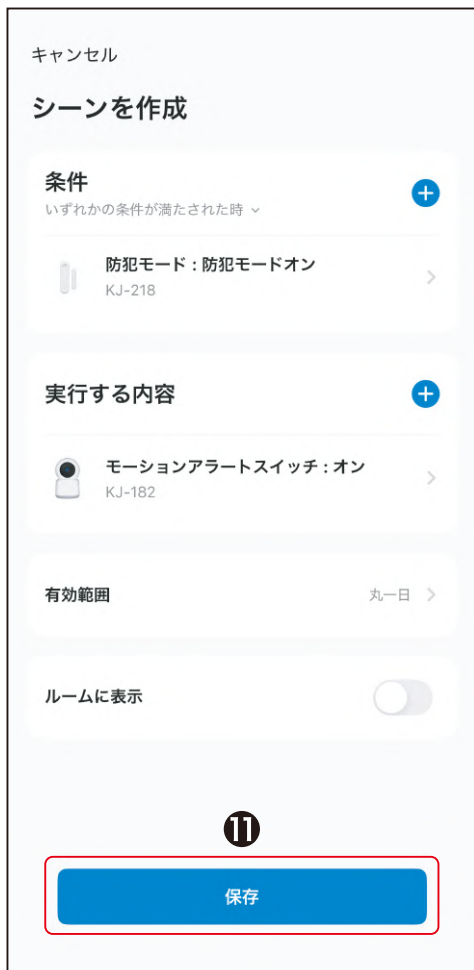 キャンセル
シーンを作成
条件
いずれかの条件が満たされた時
防犯モード : 防犯モードオン
KJ-218
実行する内容
モーションアラートスイッチ : オン
KJ-182
有効範囲
丸一日
ルームに表示
⓫
保存